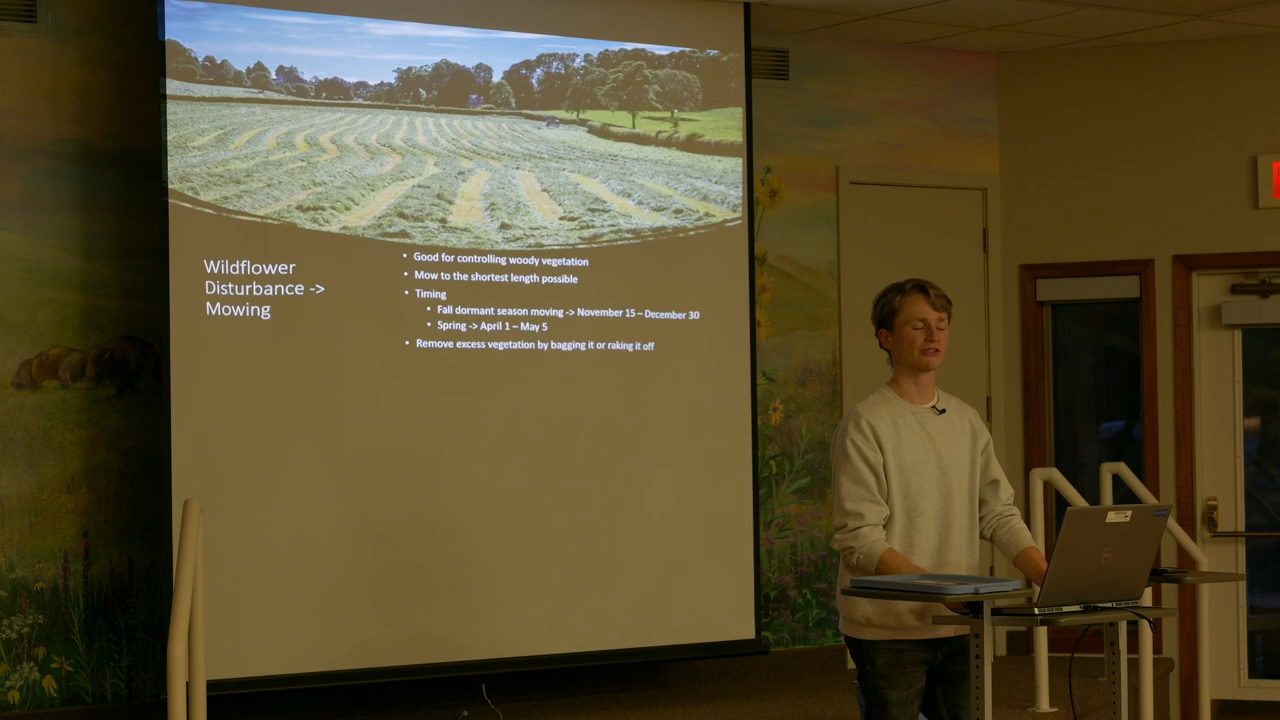 Wildflower
Disturbance ->
Mowing
• Good for controlling woody vegetation
• Mow to the shortest length possible
• Timing
• Fall dormant season moving -> November 15 – December 30
• Spring -> April 1 – May 5
• Remove excess vegetation by bagging it or raking it off